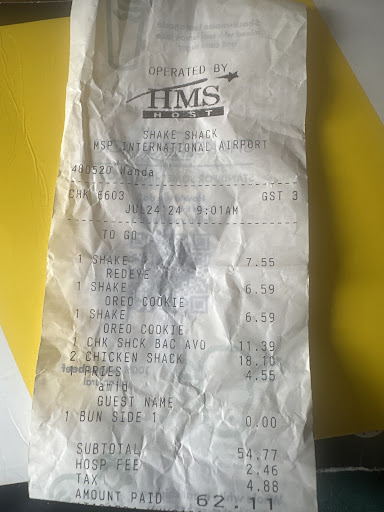 OPERATED BY
HMS
HOST
SHAKE SHACK
MSP INTERNATIONAL AIRPORT
480520 Wanda
CHK 6603 GST 3
JUL24'24 9:01AM
TO GO
1 SHAKE 7.55
REDEYE
1 SHAKE 6.59
OREO COOKIE
1 SHAKE 6.59
OREO COOKIE
1 CHK SHCK BAC AVO 11.39
2 CHICKEN SHACK 18.10
FRIES 4.55
GUEST NAME
1 BUN SIDE 1 0.00
SUBTOTAL 54.77
HOSP FEE 2.46
TAX 4.88
AMOUNT PAID 62.11